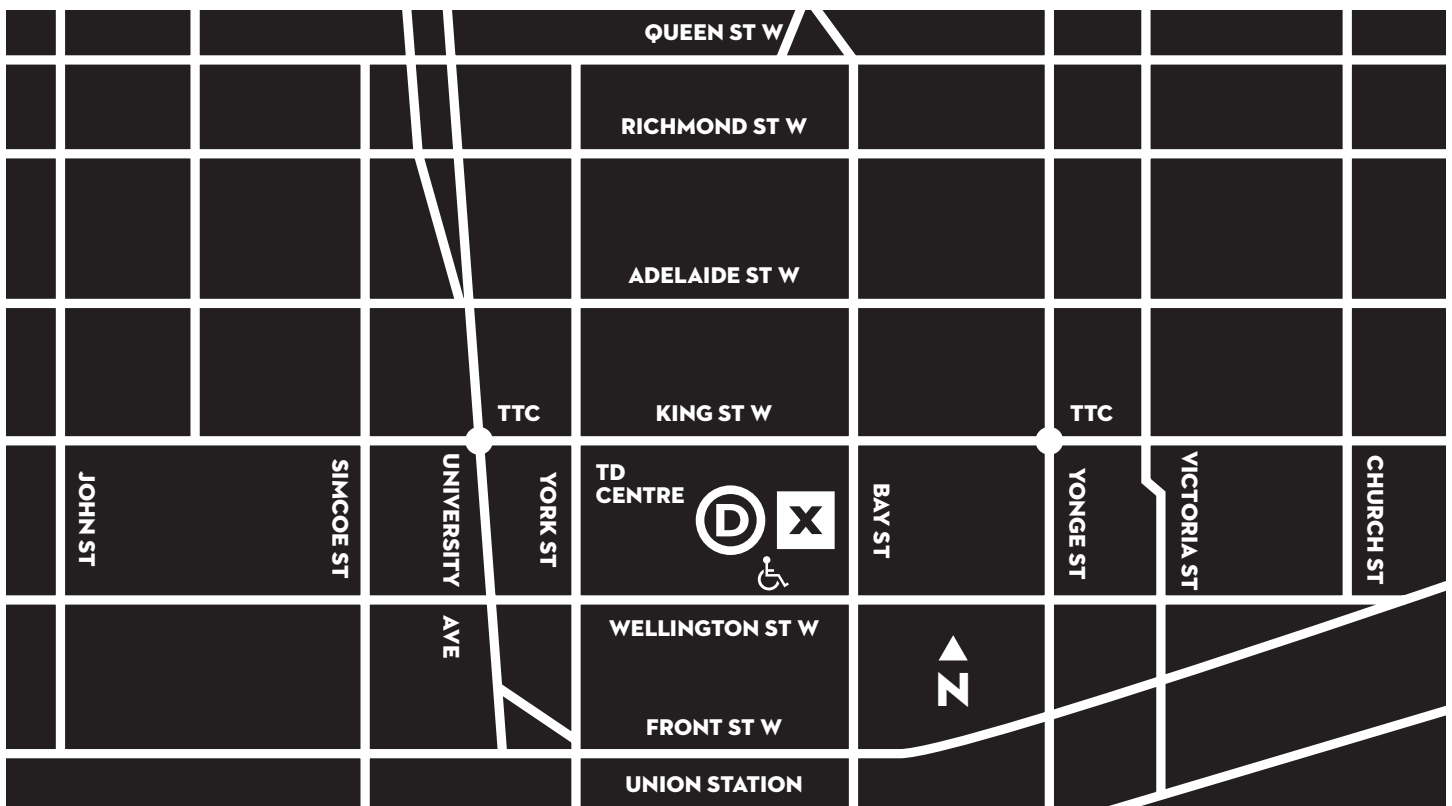 QUEEN ST W
RICHMOND ST W
ADELAIDE ST W
TTC
KING ST W
TTC
JOHN ST
SIMCOE ST
UNIVERSITY AVE
YORK ST
TD
CENTRE
D
X
BAY ST
YONGE ST
VICTORIA ST
CHURCH ST
WELLINGTON ST W
N
FRONT ST W
UNION STATION